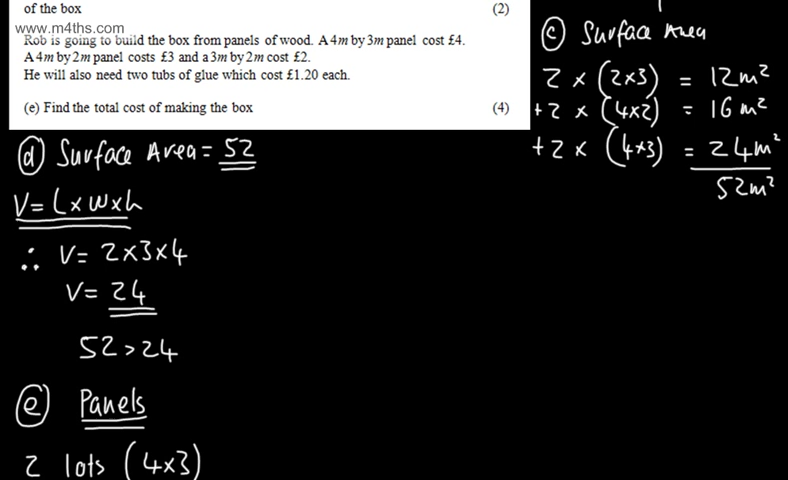 of the box (2)
www.m4ths.com
Rob is going to build the box from panels of wood. A 4m by 3m panel cost £4.
A 4m by 2m panel costs £3 and a 3m by 2m cost £2.
He will also need two tubs of glue which cost £1.20 each.
(e) Find the total cost of making the box (4)
(c) Surface Area
2 × (2×3) = 12m²
+2 × (4×2) = 16m²
+2 × (4×3) = 24m²
52m²
(d) Surface Area = 52
V= L×w×h
∴ V= 2×3×4
V= 24
52>24
(e) Panels
2 lots (4×3)